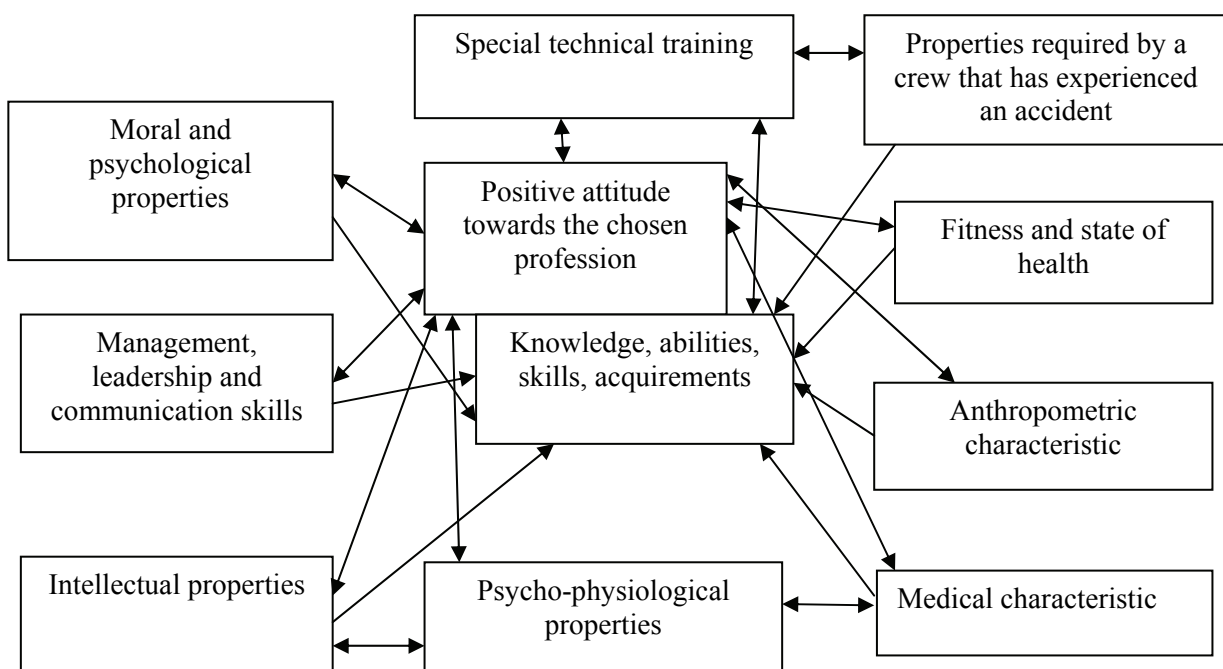 Special technical training
Properties required by a
crew that has experienced
an accident
Moral and
psychological
properties
Positive attitude
towards the chosen
profession
Fitness and state of
health
Management,
leadership and
communication skills
Knowledge, abilities,
skills, acquirements
Anthropometric
characteristic
Intellectual properties
Psycho-physiological
properties
Medical characteristic